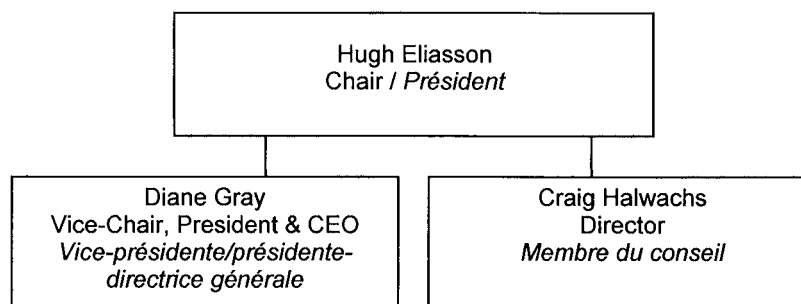 Hugh Eliasson
Chair / Président
Diane Gray
Vice-Chair, President & CEO
Vice-présidente/présidente-
directrice générale
Craig Halwachs
Director
Membre du conseil